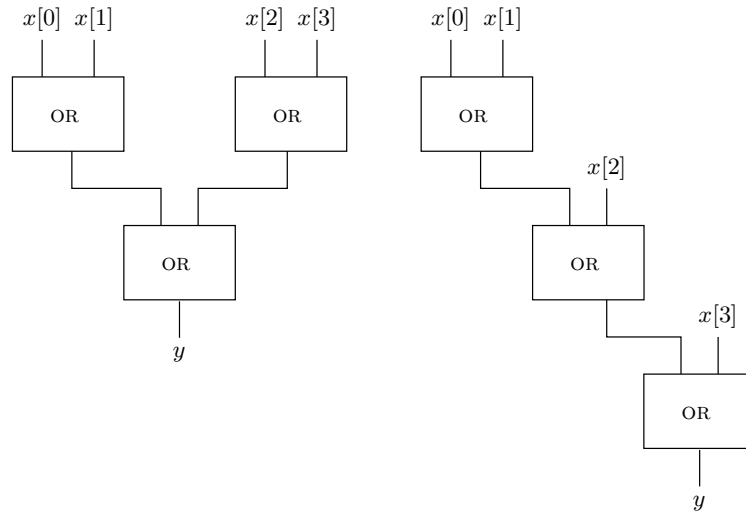 x[0] x[1] x[2] x[3] x[0] x[1]
OR OR OR
x[2]
OR OR
x[3]
y
OR
y